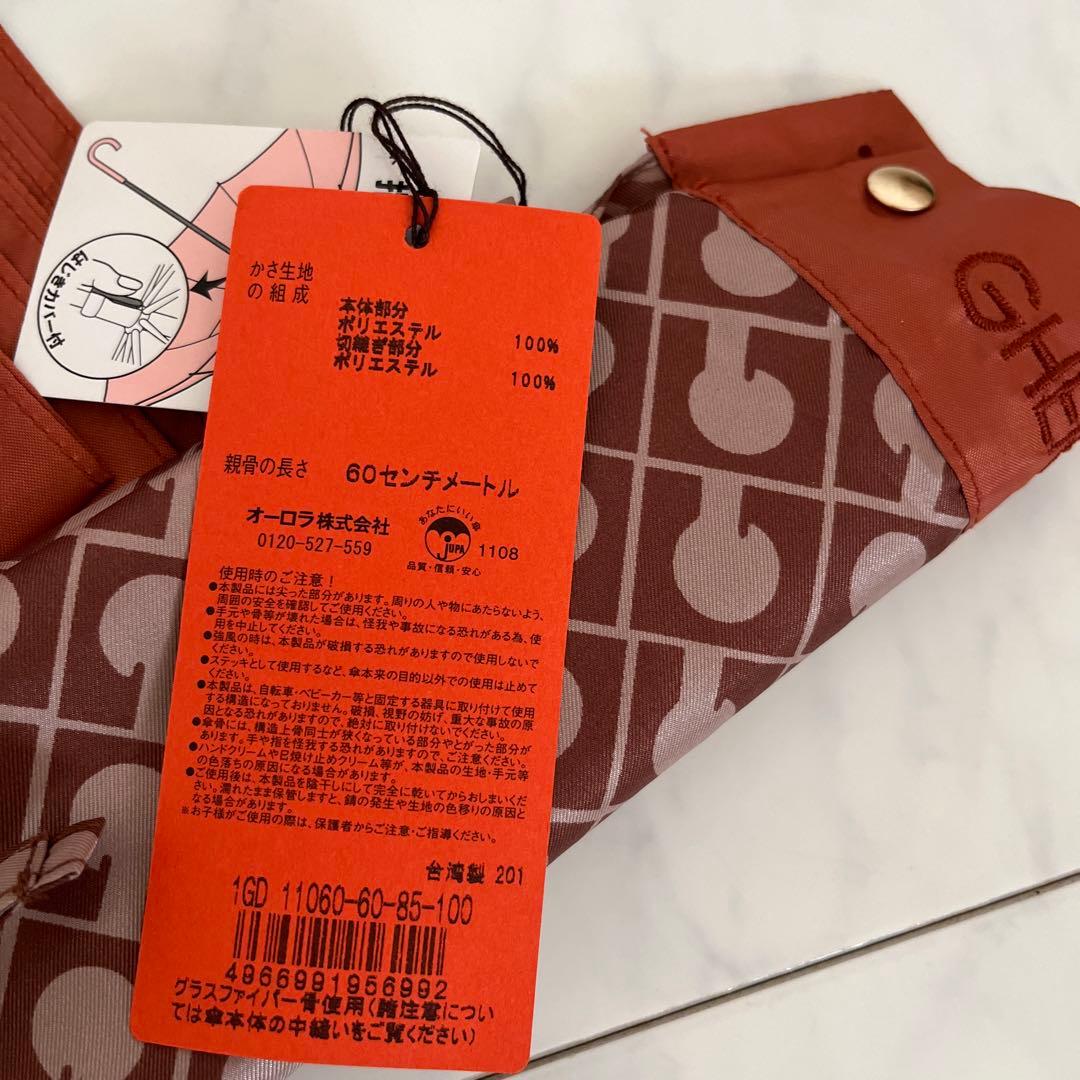 はじきカバー付
かさ生地
の組成
本体部分
ポリエステル 100%
切継ぎ部分
ポリエステル 100%
親骨の長さ 60センチメートル
オーロラ株式会社
0120-527-559
あなたにいい傘
JUPA
1108
品質・信頼・安心
使用時のご注意!
●本製品には尖った部分があります。周りの人や物にあたらないよう、
周囲の安全を確認してご使用ください。
●手元や骨等が壊れた場合は、怪我や事故になる恐れがある為、使
用を中止してください。
●強風の時は、本製品が破損する恐れがありますので使用しないで
ください。
●ステッキとして使用するなど、傘本来の目的以外での使用は止めて
ください。
●本製品は、自転車・ベビーカー等と固定する器具に取り付けて使用
する構造になっておりません。破損、視野の妨げ、重大な事故の原
因となる恐れがありますので、絶対に取り付けないでください。
●傘骨には、構造上骨同士が狭くなっている部分やとがった部分が
あります。手や指を怪我する恐れがありますので、ご注意ください。
●ハンドクリームや日焼け止めクリーム等が、本製品の生地・手元等
の色落ちの原因になる場合があります。
●ご使用後は、本製品を陰干しにして完全に乾いてからおしまいくだ
さい。濡れたまま保管しますと、錆の発生や生地の色移りの原因と
なる場合があります。
※お子様がご使用の際は、保護者からご注意・ご指導ください。
台湾製 201
1GD 11060-60-85-100
4966981956992
グラスファイバー骨使用(諸注意につい
ては傘本体の中縫いをご覧ください)
GHE